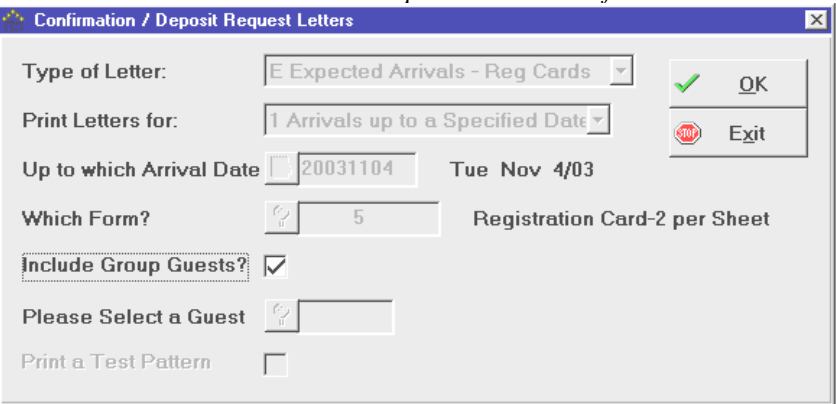 Confirmation / Deposit Request Letters
Type of Letter: E Expected Arrivals - Reg Cards
OK
Print Letters for: 1 Arrivals up to a Specified Date
STOP Exit
Up to which Arrival Date 20031104 Tue Nov 4/03
Which Form? 5 Registration Card-2 per Sheet
Include Group Guests?
Please Select a Guest
Print a Test Pattern